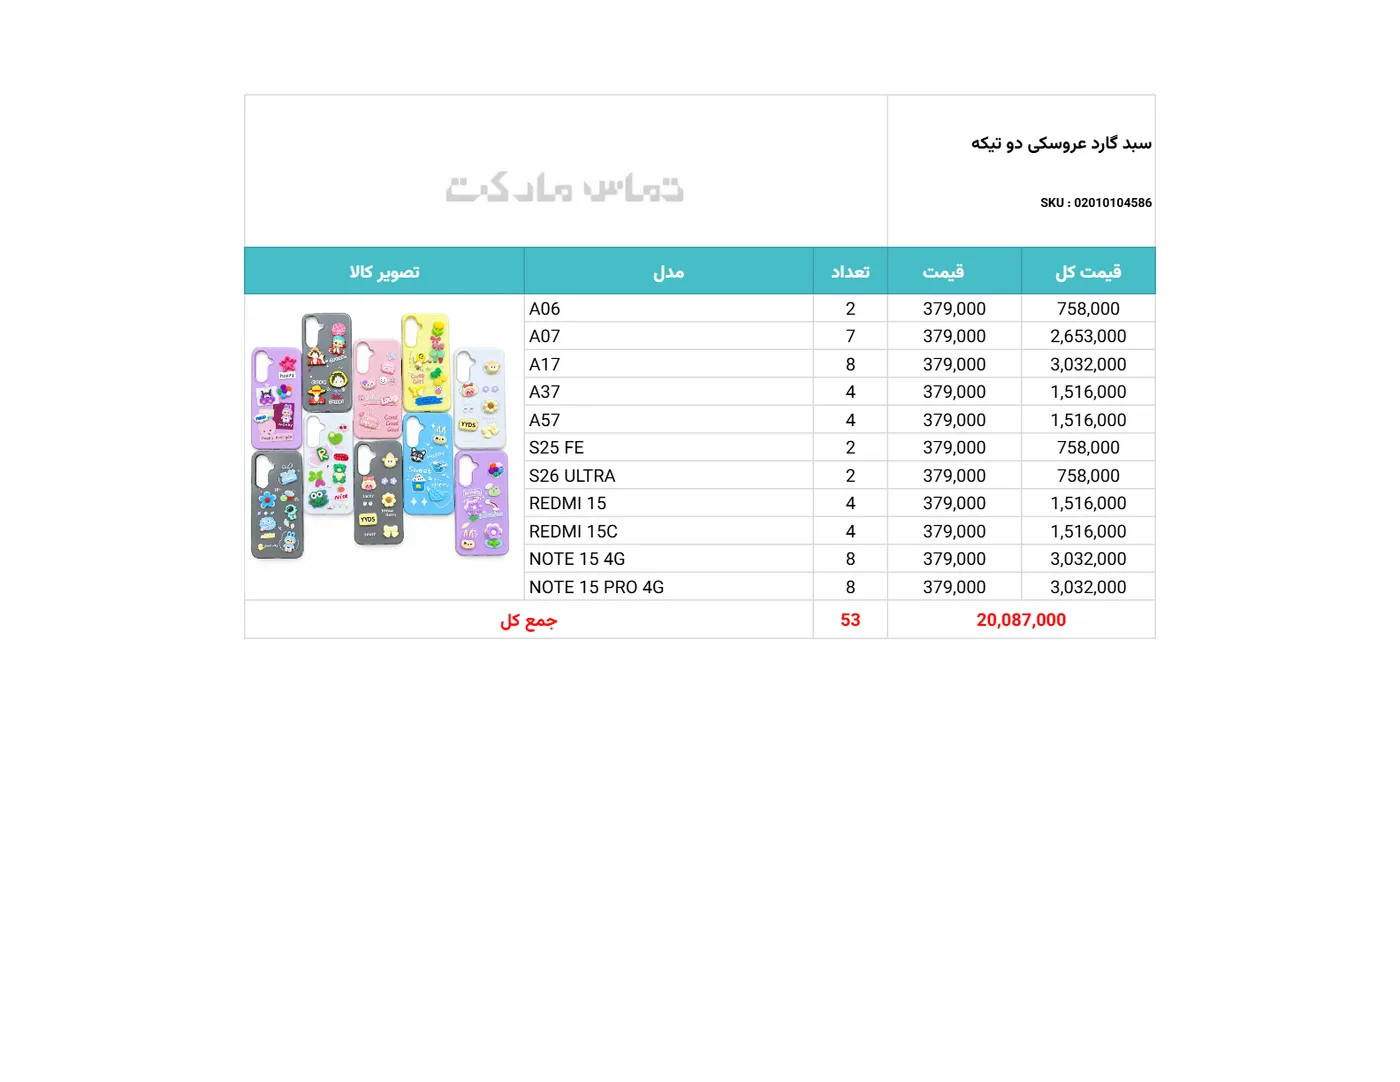 تماس مارکت
سبد گارد عروسکی دو تیکه
SKU : 02010104586
تصویر کالا مدل تعداد قیمت قیمت کل
A06 2 379,000 758,000
A07 7 379,000 2,653,000
A17 8 379,000 3,032,000
A37 4 379,000 1,516,000
A57 4 379,000 1,516,000
S25 FE 2 379,000 758,000
S26 ULTRA 2 379,000 758,000
REDMI 15 4 379,000 1,516,000
REDMI 15C 4 379,000 1,516,000
NOTE 15 4G 8 379,000 3,032,000
NOTE 15 PRO 4G 8 379,000 3,032,000
جمع کل 53 20,087,000
YYDS
YYDS
R